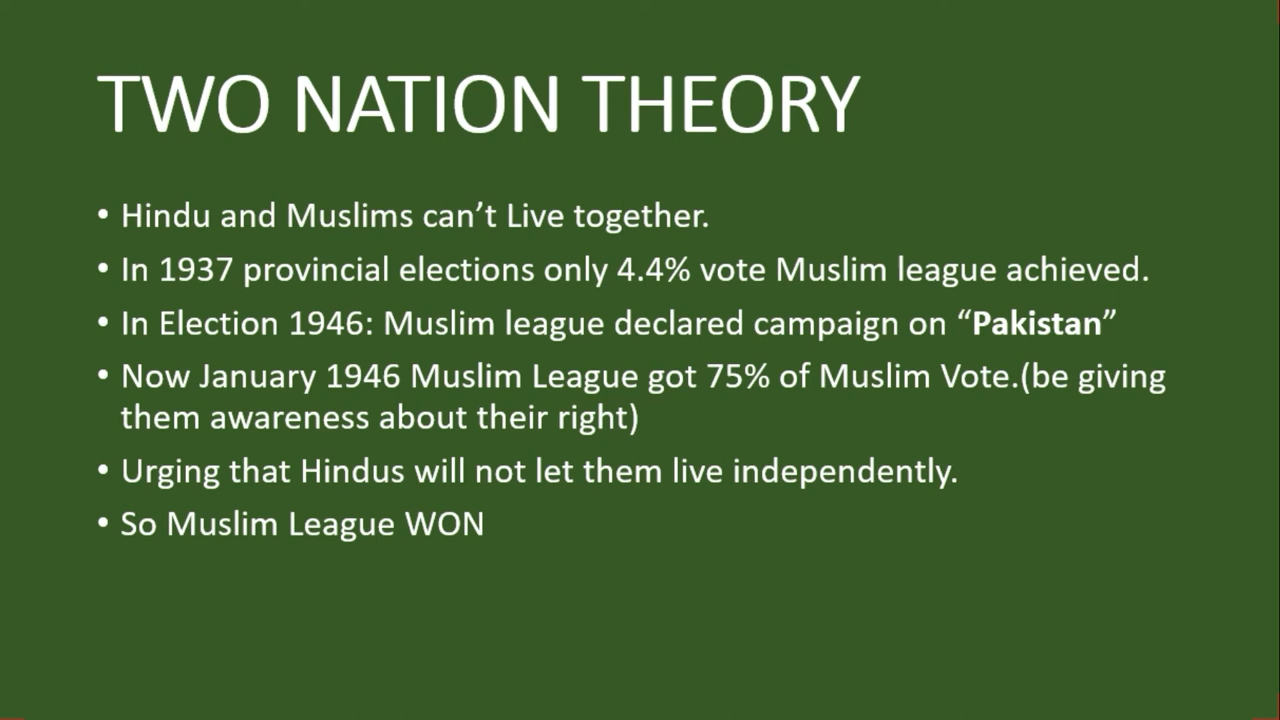 TWO NATION THEORY
• Hindu and Muslims can’t Live together.
• In 1937 provincial elections only 4.4% vote Muslim league achieved.
• In Election 1946: Muslim league declared campaign on “Pakistan”
• Now January 1946 Muslim League got 75% of Muslim Vote.(be giving
them awareness about their right)
• Urging that Hindus will not let them live independently.
• So Muslim League WON